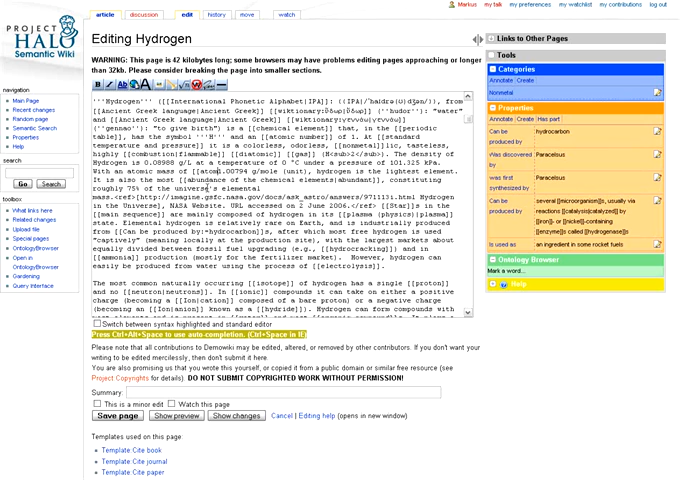 Markus my talk my preferences my watchlist my contributions log out
article discussion edit history move watch
PROJECT
HALO
Semantic Wiki
Editing Hydrogen
WARNING: This page is 42 kilobytes long; some browsers may have problems editing pages approaching or longer
than 32kb. Please consider breaking the page into smaller sections.
navigation
Main Page
Recent changes
Random page
Semantic Search
Properties
Help
search
Go Search
toolbox
What links here
Related changes
Upload file
Special pages
OntologyBrowser
Open in
OntologyBrowser
Gardening
Query Interface
'''Hydrogen''' ([[International Phonetic Alphabet|IPA]]: from
[[Ancient Greek language|Ancient Greek]] "water"
and [[Ancient Greek language|Ancient Greek]]
(''gennao''): "to give birth") is a [[chemical element]] that, in the [[periodic
table]], has the symbol '''H''' and an [[atomic number]] of 1. At [[standard
temperature and pressure]] it is a colorless, odorless, [[nonmetal]]lic, tasteless,
highly [[combustion|flammable]] [[diatomic]] [[gas]] (H<sub>2</sub>). The density of
Hydrogen is 0.08988 g/L at a temperature of 0 °C under a pressure of 101.325 kPa.
With an atomic mass of [[atom 1.00794 g/mole (unit), hydrogen is the lightest element.
It is also the most [[abundance of the chemical elements|abundant]], constituting
roughly 75% of the universe's elemental
mass.<ref>[http://imagine.gsfc.nasa.gov/docs/ask_astro/answers/971113i.html Hydrogen
in the Universe], NASA Website. URL accessed on 2 June 2006.</ref> [[Star]]s in the
[[main sequence]] are mainly composed of hydrogen in its [[plasma (physics)|plasma]]
state. Elemental hydrogen is relatively rare on Earth, and is industrially produced
from [[Can be produced by:=hydrocarbon]]s, after which most free hydrogen is used
"captively" (meaning locally at the production site), with the largest markets about
equally divided between fossil fuel upgrading (e.g., [[hydrocracking]]) and in
[[ammonia]] production (mostly for the fertilizer market). However, hydrogen can
easily be produced from water using the process of [[electrolysis]].
The most common naturally occurring [[isotope]] of hydrogen has a single [[proton]]
and no [[neutron|neutrons]]. In [[ionic]] compounds it can take on either a positive
charge (becoming a [[Ion|cation]] composed of a bare proton) or a negative
charge (becoming an [[Ion|anion]] known as a [[hydride]]). Hydrogen can form compounds with
Switch between syntax highlighted and standard editor
Press Ctrl+Alt+Space to use auto-completion. (Ctrl+Space in IE)
Please note that all contributions to Demowiki may be edited, altered, or removed by other contributors. If you don't want your
writing to be edited mercilessly, then don't submit it here.
You are also promising us that you wrote this yourself, or copied it from a public domain or similar free resource (see
Project:Copyrights for details). DO NOT SUBMIT COPYRIGHTED WORK WITHOUT PERMISSION!
Summary:
This is a minor edit Watch this page
Save page Show preview Show changes Cancel | Editing help (opens in new window)
Templates used on this page:
Template:Cite book
Template:Cite journal
Template:Cite paper
Links to Other Pages
Tools
Categories
Annotate Create
Nonmetal
Properties
Annotate Create Has part
Can be produced by hydrocarbon
Was discovered by Paracelsus
was first synthesized by Paracelsus
Can be produced by several [[microorganism]]s, usually via reactions [[catalysis|catalyzed]] by [[iron]]- or [[nickel]]-containing [[enzyme]]s called [[hydrogenase]]s
Is used as an ingredient in some rocket fuels
Ontology Browser
Mark a word...
Help